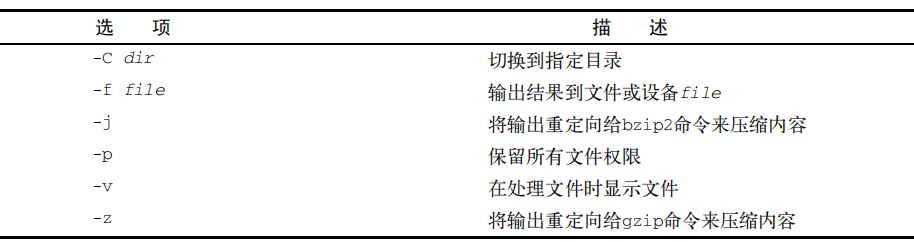 选 项 描 述
-C dir 切换到指定目录
-f file 输出结果到文件或设备file
-j 将输出重定向给bzip2命令来压缩内容
-p 保留所有文件权限
-v 在处理文件时显示文件
-z 将输出重定向给gzip命令来压缩内容